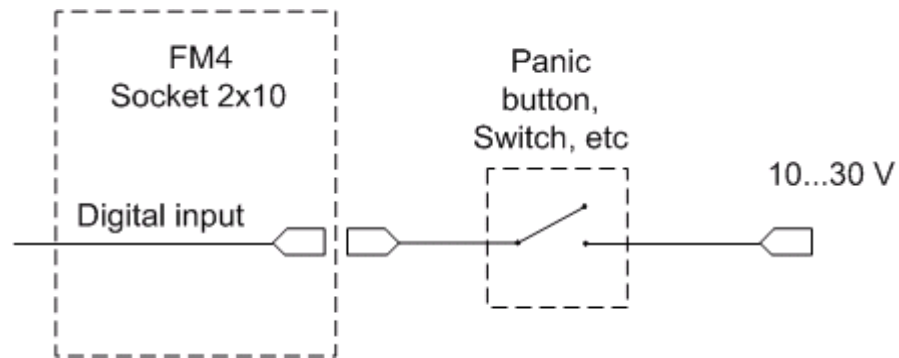 FM4
Socket 2x10
Panic
button,
Switch, etc
10...30 V
Digital input